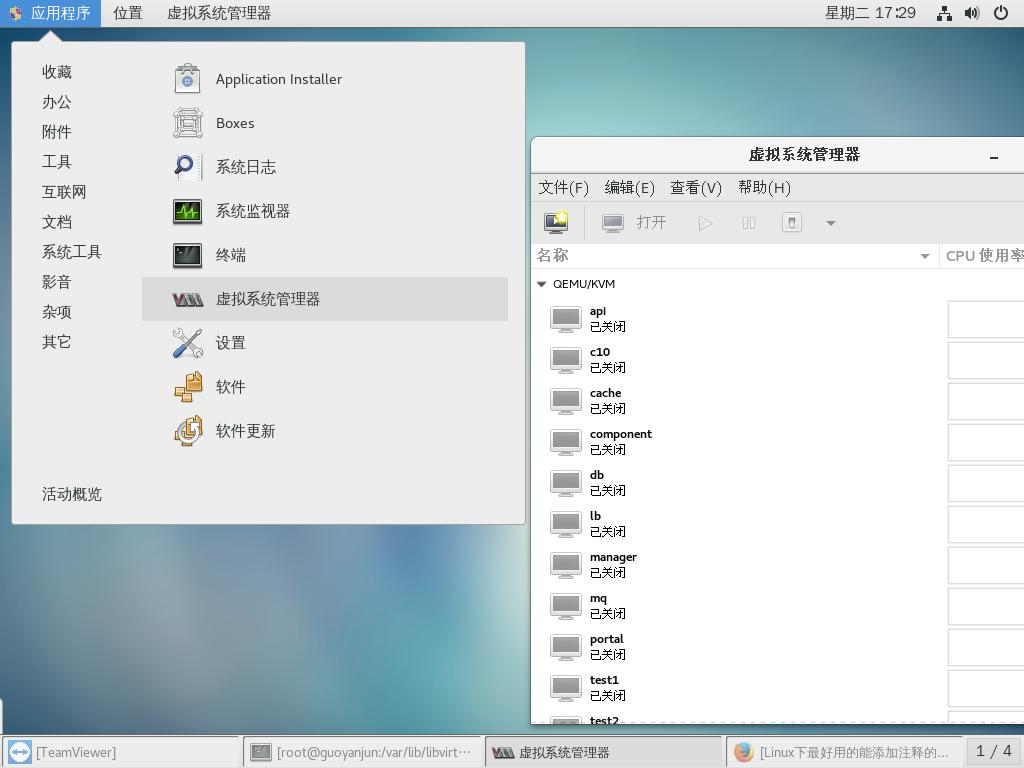 应用程序 位置 虚拟系统管理器 星期二 17:29
收藏
办公
附件
工具
互联网
文档
系统工具
影音
杂项
其它
活动概览
Application Installer
Boxes
系统日志
系统监视器
终端
虚拟系统管理器
设置
软件
软件更新
虚拟系统管理器
文件(F) 编辑(E) 查看(V) 帮助(H)
打开
名称 CPU 使用率
QEMU/KVM
api
已关闭
c10
已关闭
cache
已关闭
component
已关闭
db
已关闭
lb
已关闭
manager
已关闭
mq
已关闭
portal
已关闭
test1
已关闭
test2
[TeamViewer] [root@guoyanjun:/var/lib/libvirt··· 虚拟系统管理器 [Linux下最好用的能添加注释的... 1 / 4